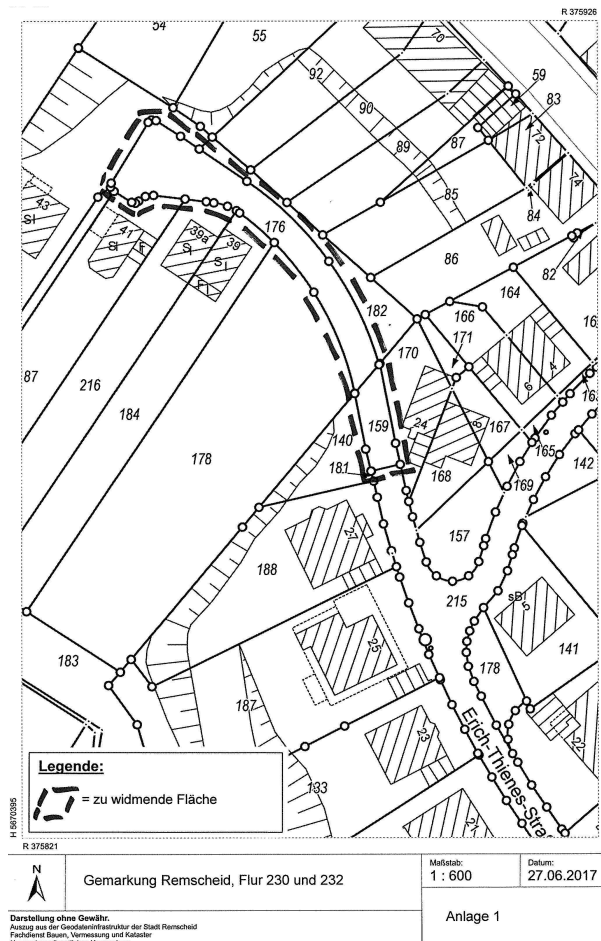 R 375926
54
55
70
92
59
83
90
87
72
89
74
85
84
43
SI
41
SI
39a
39
176
86
82
164
182
166
87
216
170
171
184
4
6
178
140
159
24
8
167
165
142
181
168
169
27
157
188
215
SB1
5
25
141
183
178
187
22
23
Erich-Thienes-Stra
21
Legende:
= zu widmende Fläche
H 5670395
R 375821
N
Gemarkung Remscheid, Flur 230 und 232
Maßstab:
1 : 600
Datum:
27.06.2017
Anlage 1
Darstellung ohne Gewähr.
Auszug aus der Geodateninfrastruktur der Stadt Remscheid
Fachdienst Bauen, Vermessung und Kataster